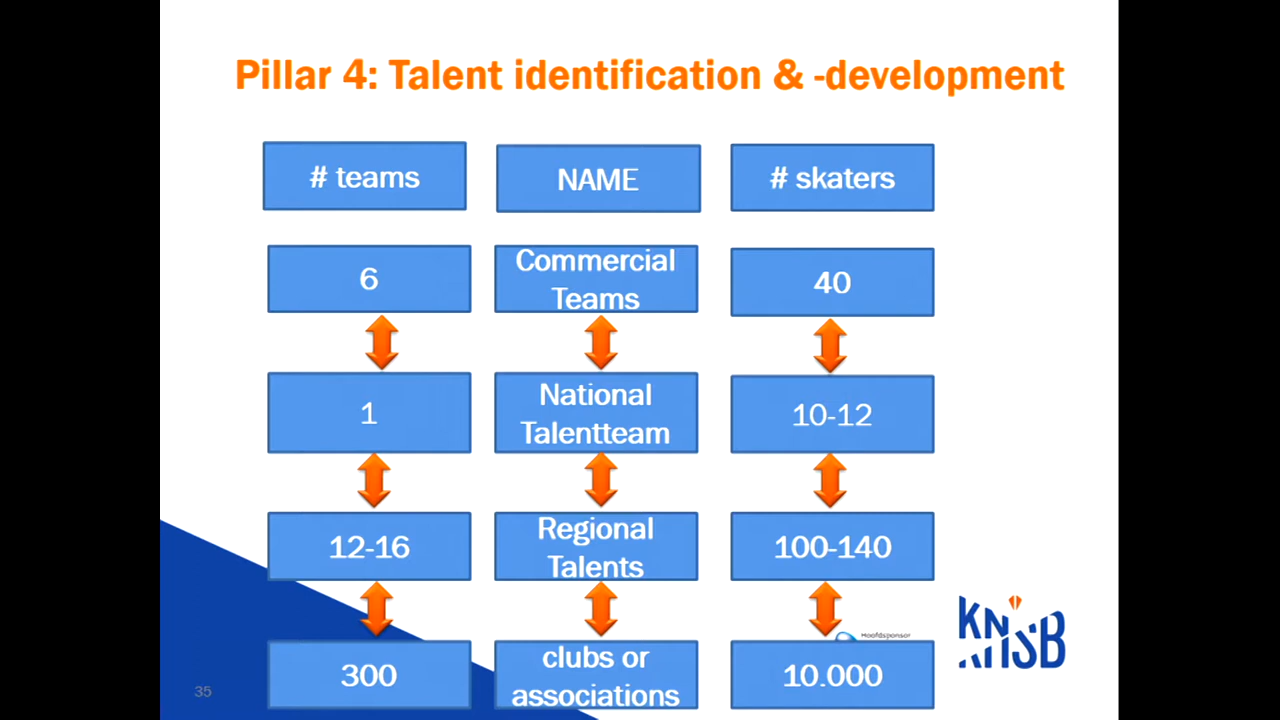 Pillar 4: Talent identification & -development
# teams
NAME
# skaters
6
Commercial
Teams
40
1
National
Talentteam
10-12
12-16
Regional
Talents
100-140
Hoofdsponsor
KNSB
300
clubs or
associations
10.000
35